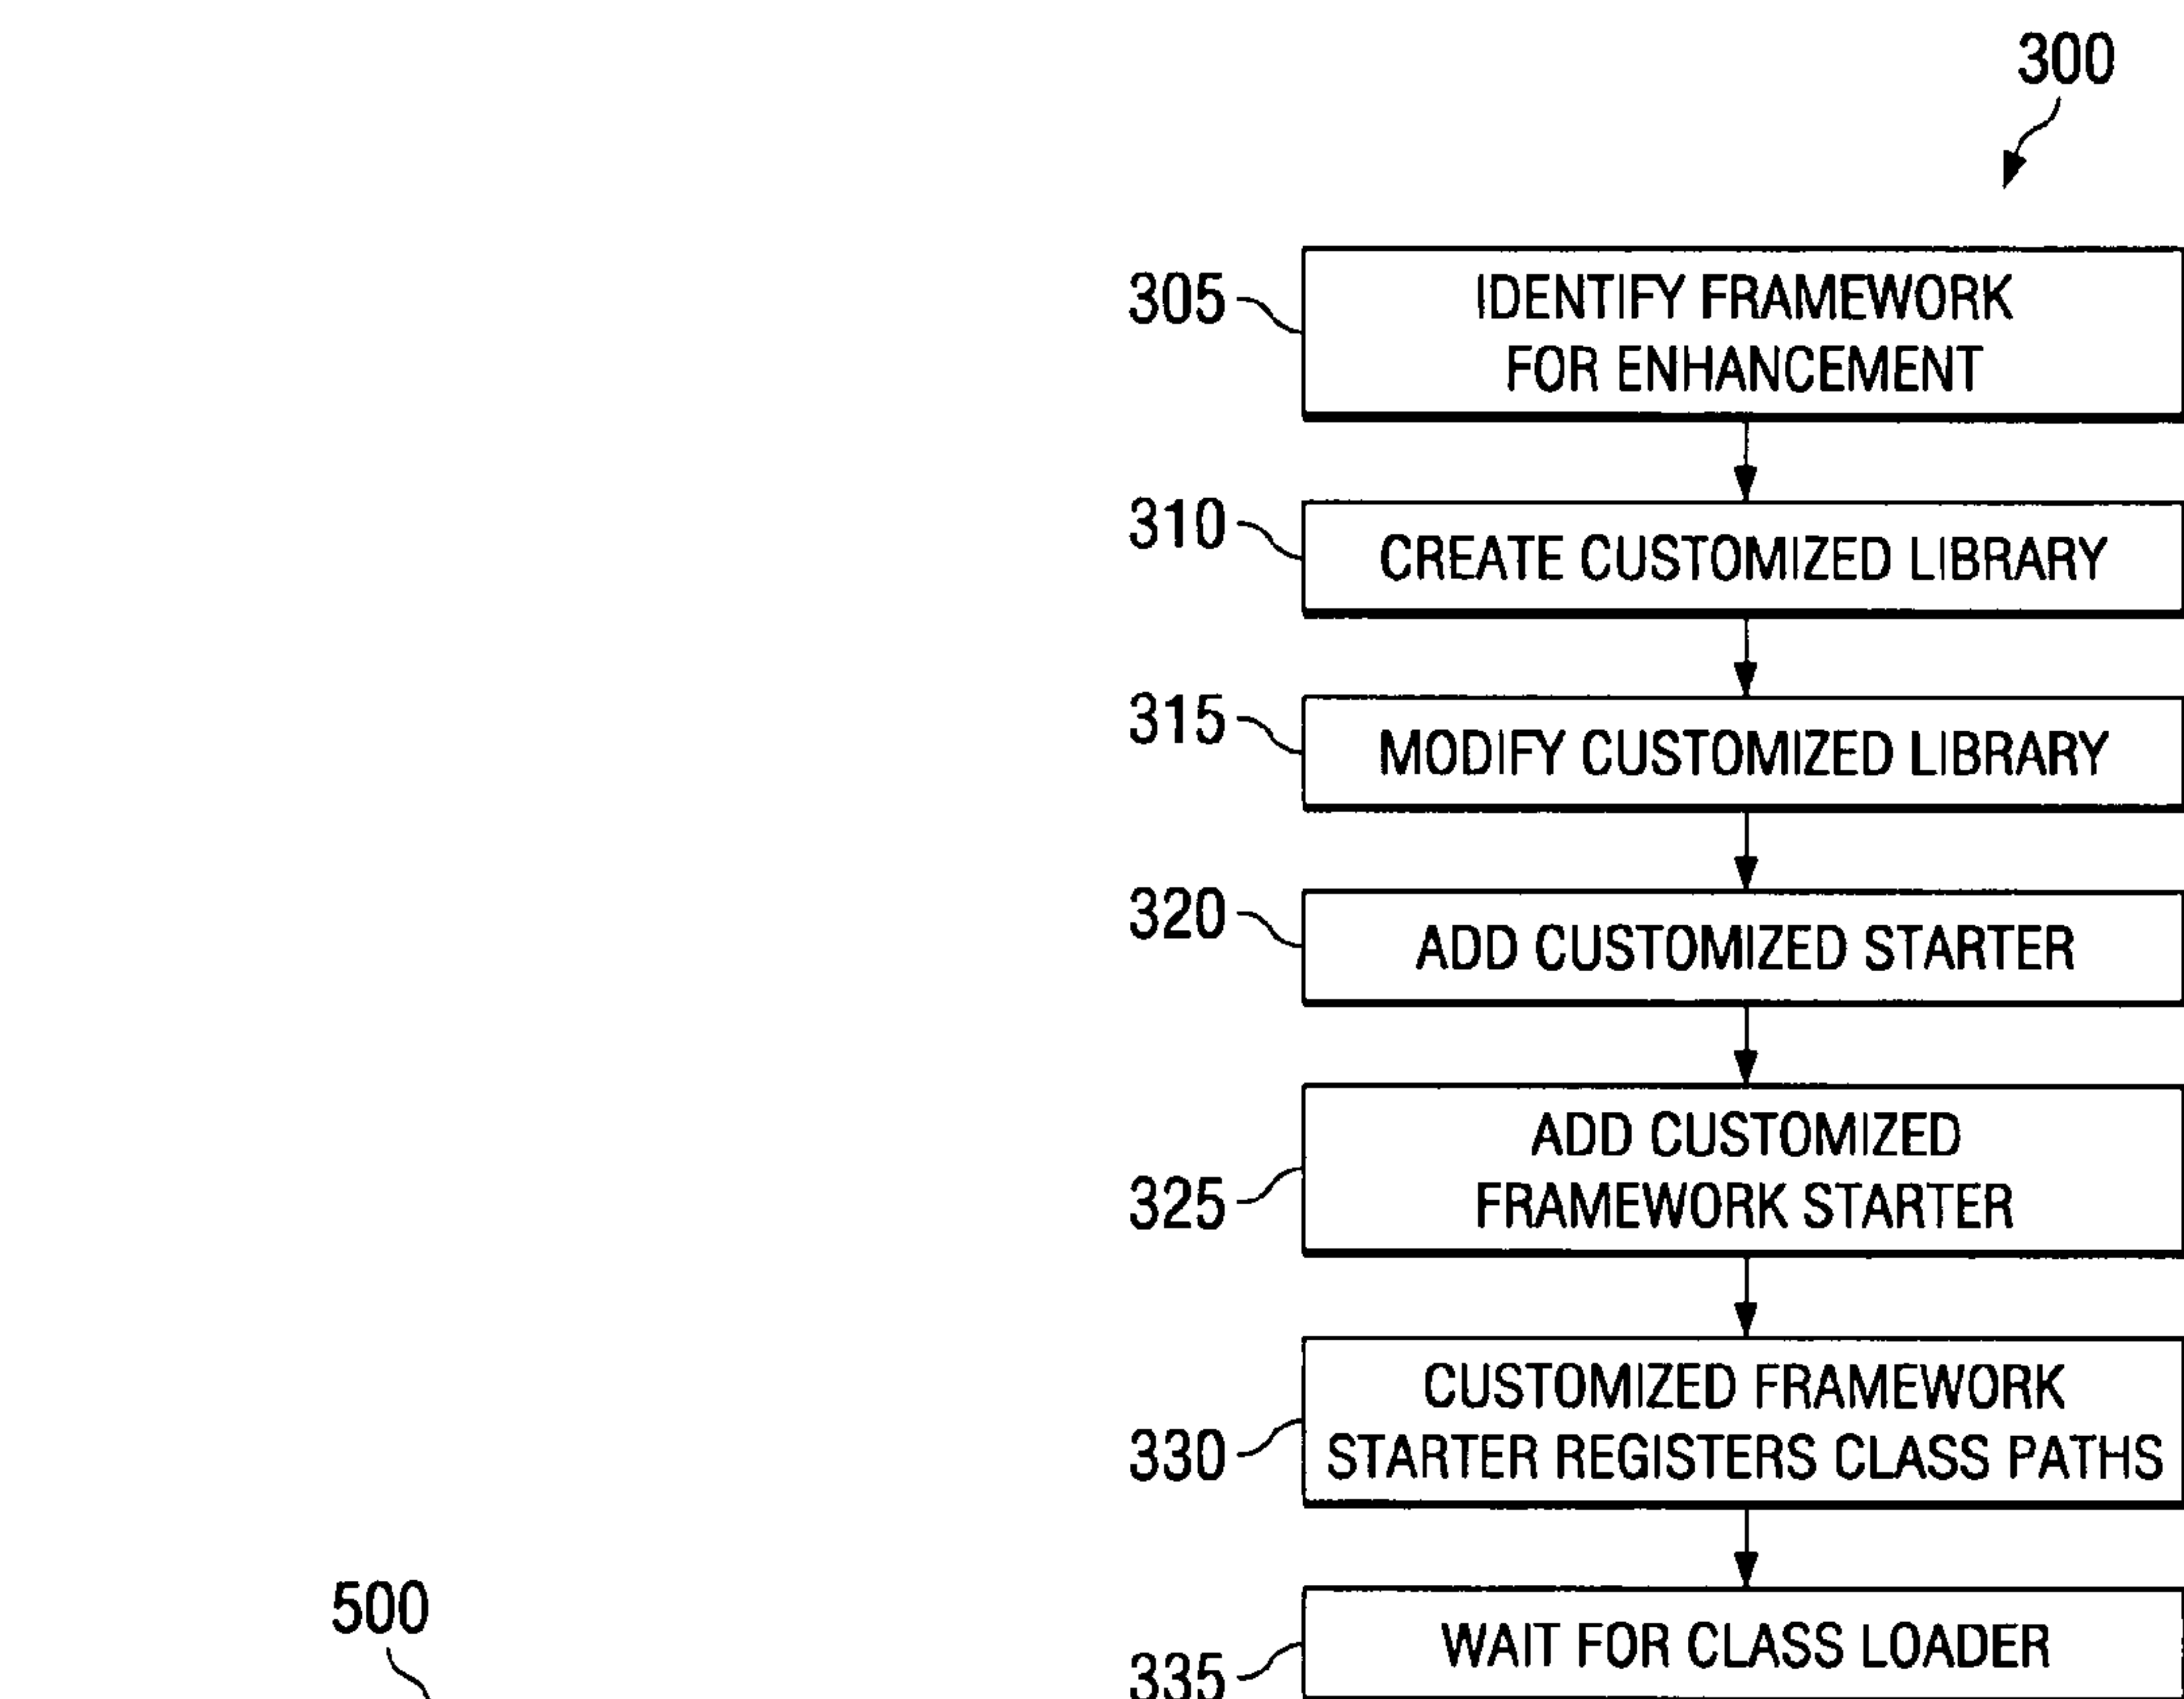 300
305
IDENTIFY FRAMEWORK
FOR ENHANCEMENT
310
CREATE CUSTOMIZED LIBRARY
315
MODIFY CUSTOMIZED LIBRARY
320
ADD CUSTOMIZED STARTER
325
ADD CUSTOMIZED
FRAMEWORK STARTER
330
CUSTOMIZED FRAMEWORK
STARTER REGISTERS CLASS PATHS
500
335
WAIT FOR CLASS LOADER